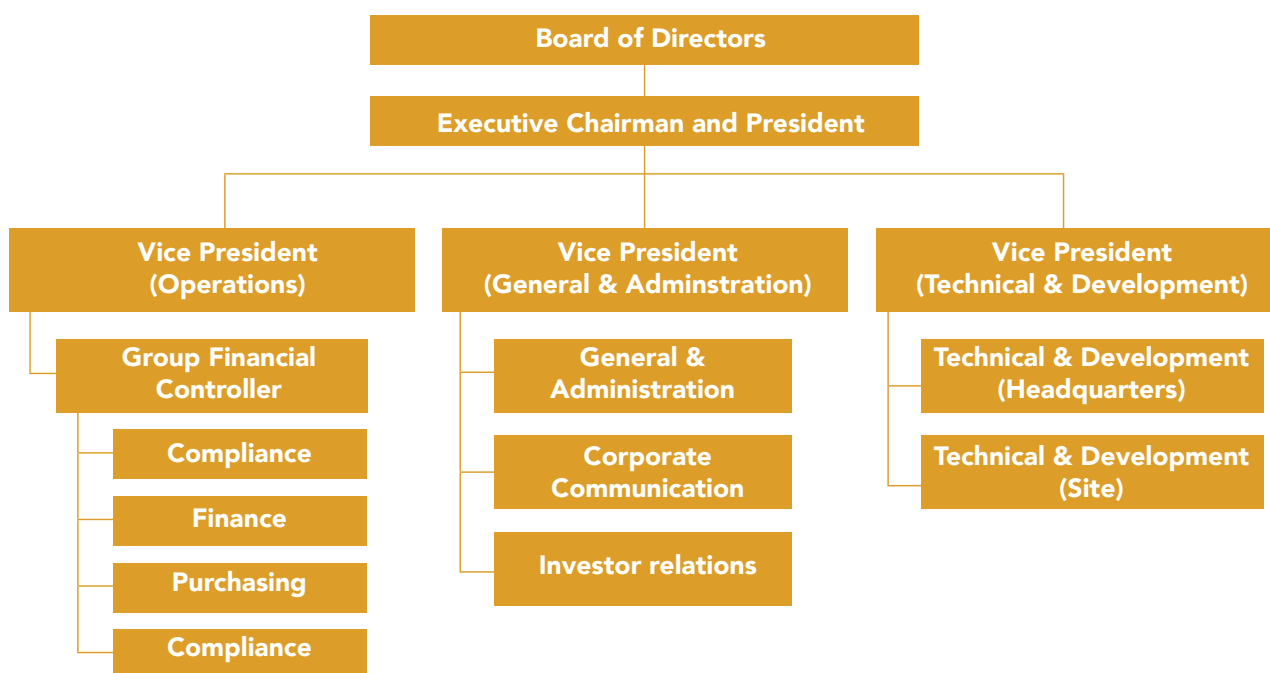 Board of Directors
Executive Chairman and President
Vice President
(Operations)
Group Financial
Controller
Compliance
Finance
Purchasing
Compliance
Vice President
(General & Adminstration)
General &
Administration
Corporate
Communication
Investor relations
Vice President
(Technical & Development)
Technical & Development
(Headquarters)
Technical & Development
(Site)